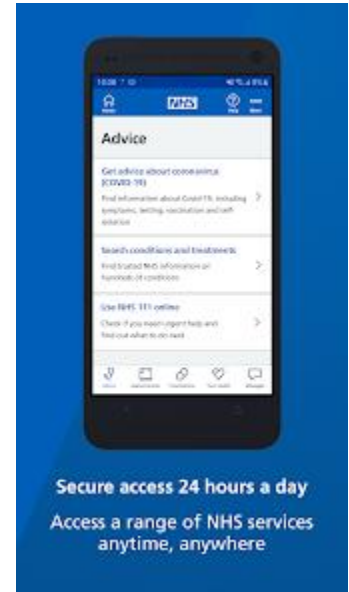 NHS
Advice
Get advice about coronavirus
(COVID-19)
Find information about Covid-19, including
symptoms, testing, vaccination and self-
isolation
Search conditions and treatments
Find trusted NHS information on
hundreds of conditions
Use NHS 111 online
Check if you need urgent help and
find out what to do next
Secure access 24 hours a day
Access a range of NHS services
anytime, anywhere